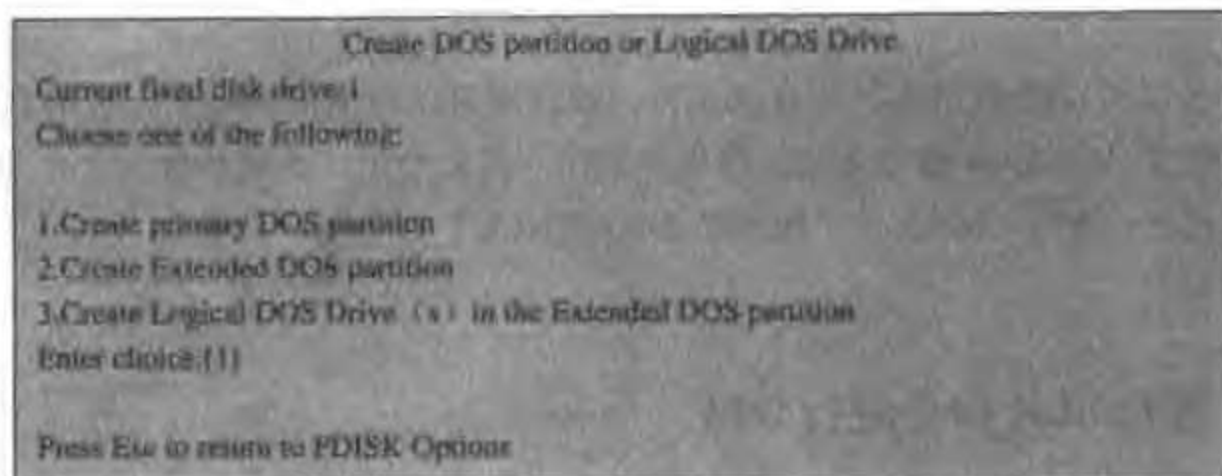 Create DOS partition or Logical DOS Drive
Current fixed disk drive:1
Choose one of the following:
1.Create primary DOS partition
2.Create Extended DOS partition
3.Create Logical DOS Drive (s) in the Extended DOS partition
Enter choice:[1]
Press Esc to return to FDISK Options